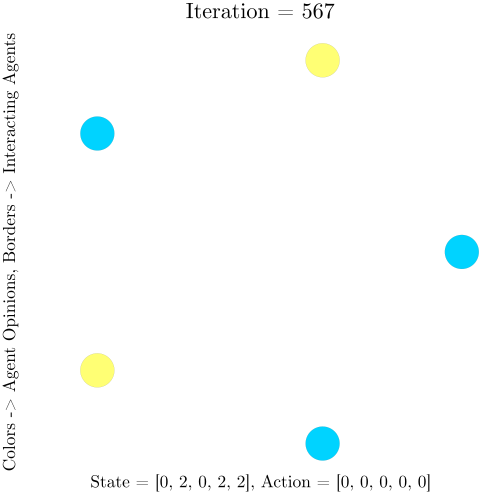 Iteration = 567
Colors -> Agent Opinions, Borders -> Interacting Agents
State = [0, 2, 0, 2, 2], Action = [0, 0, 0, 0, 0]